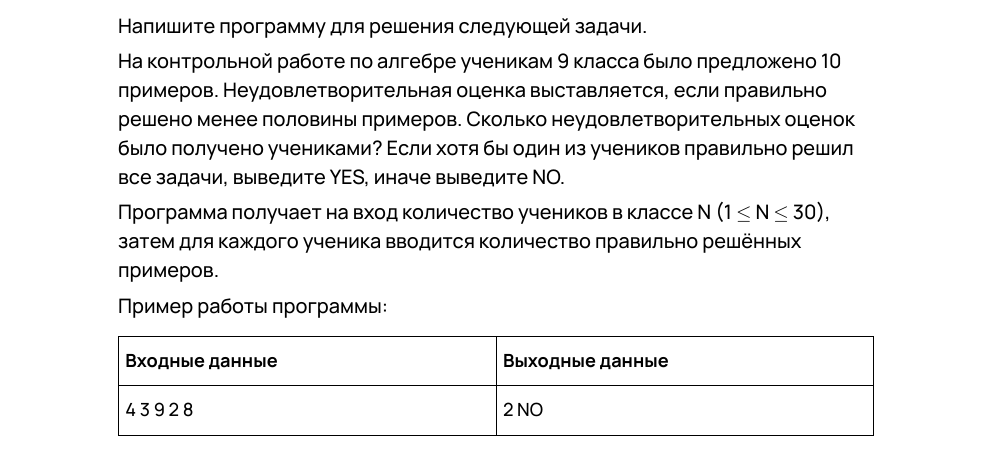 Напишите программу для решения следующей задачи.
На контрольной работе по алгебре ученикам 9 класса было предложено 10
примеров. Неудовлетворительная оценка выставляется, если правильно
решено менее половины примеров. Сколько неудовлетворительных оценок
было получено учениками? Если хотя бы один из учеников правильно решил
все задачи, выведите YES, иначе выведите NO.
Программа получает на вход количество учеников в классе N (1 ≤ N ≤ 30),
затем для каждого ученика вводится количество правильно решённых
примеров.
Пример работы программы:
Входные данные Выходные данные
4 3 9 2 8 2 NO